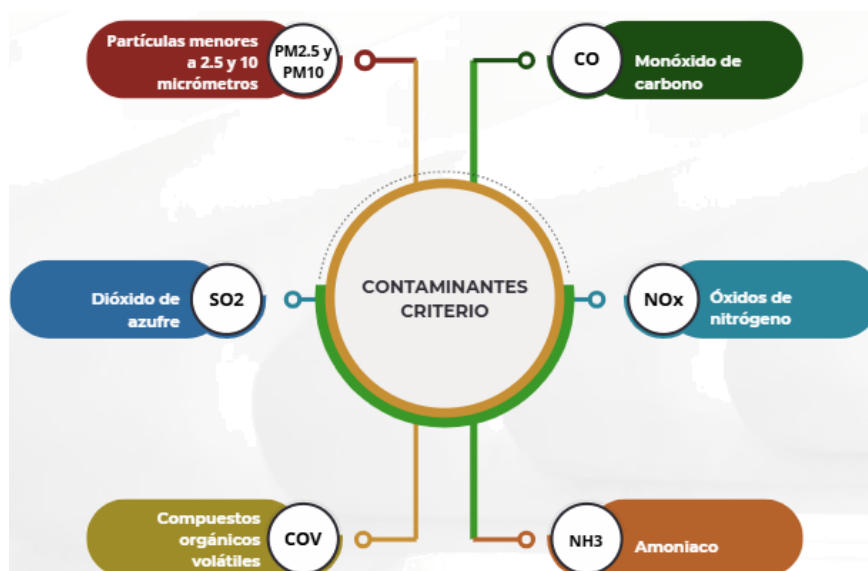 Partículas menores
a 2.5 y 10
micrómetros
PM2.5 y
PM10
CO
Monóxido de
carbono
CONTAMINANTES
CRITERIO
Dióxido de
azufre
SO2
NOx
Óxidos de
nitrógeno
Compuestos
orgánicos
volátiles
COV
NH3
Amoniaco